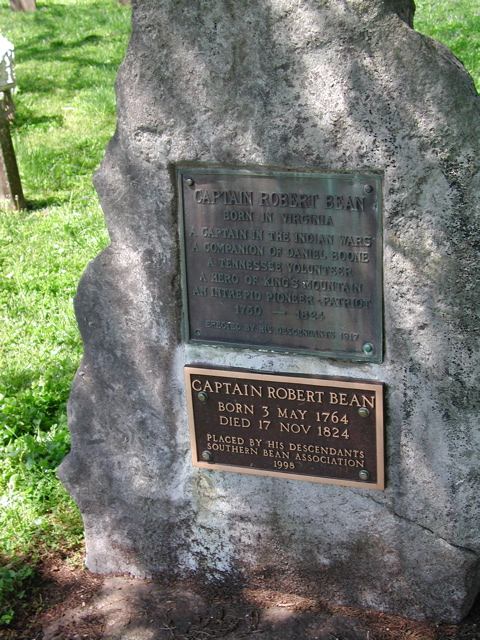 CAPTAIN ROBERT BEAN
BORN IN VIRGINIA
A CAPTAIN IN THE INDIAN WARS
A COMPANION OF DANIEL BOONE
A TENNESSEE VOLUNTEER
A HERO OF KING'S MOUNTAIN
AN INTREPID PIONEER - PATRIOT
1760 — 1824
ERECTED BY HIS DESCENDANTS 1917
CAPTAIN ROBERT BEAN
BORN 3 MAY 1764
DIED 17 NOV 1824
PLACED BY HIS DESCENDANTS
SOUTHERN BEAN ASSOCIATION
1998